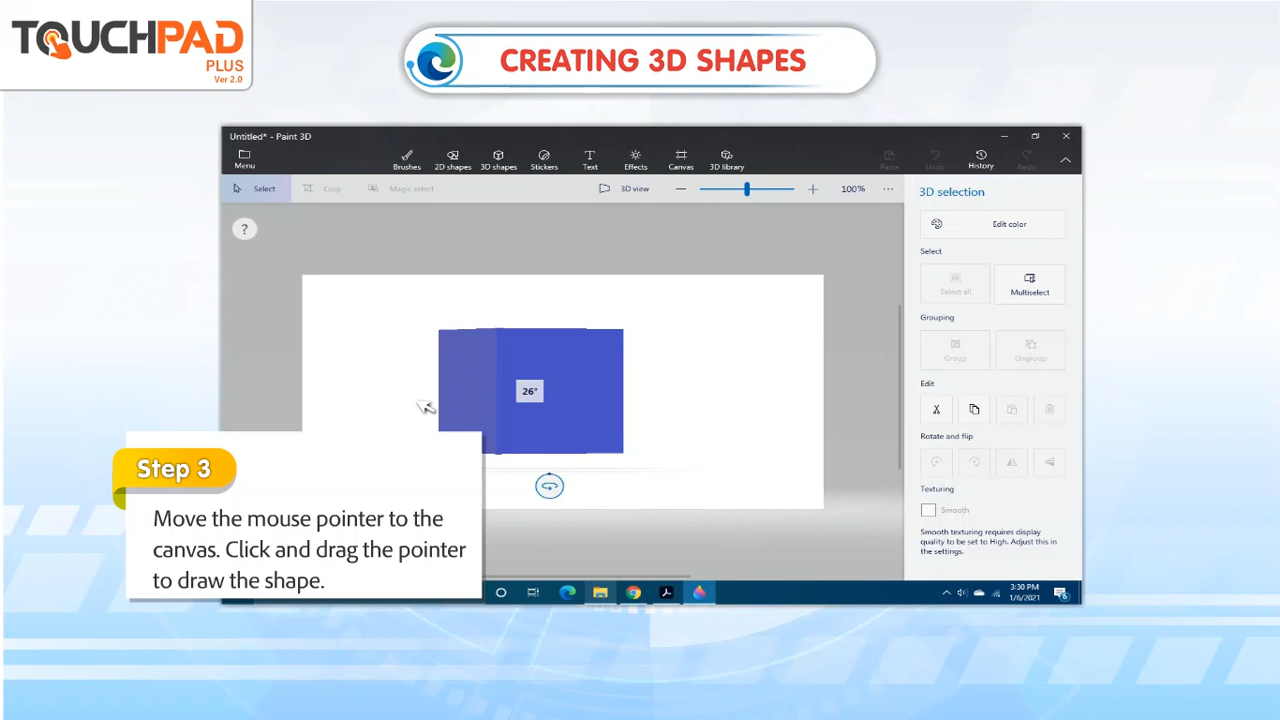 TOUCHPAD
PLUS
Ver 2.0
CREATING 3D SHAPES
Untitled* - Paint 3D
Menu
Brushes
2D shapes
3D shapes
Stickers
Text
Effects
Canvas
3D library
Paste
Undo
History
Redo
Select
Crop
Magic select
3D view
100%
3D selection
?
Edit color
Select
Select all
Multiselect
Grouping
Group
Ungroup
Edit
Rotate and flip
Texturing
Smooth
Smooth texturing requires display
quality to be set to High. Adjust this in
the settings.
26°
Step 3
Move the mouse pointer to the
canvas. Click and drag the pointer
to draw the shape.
3:30 PM
1/6/2021